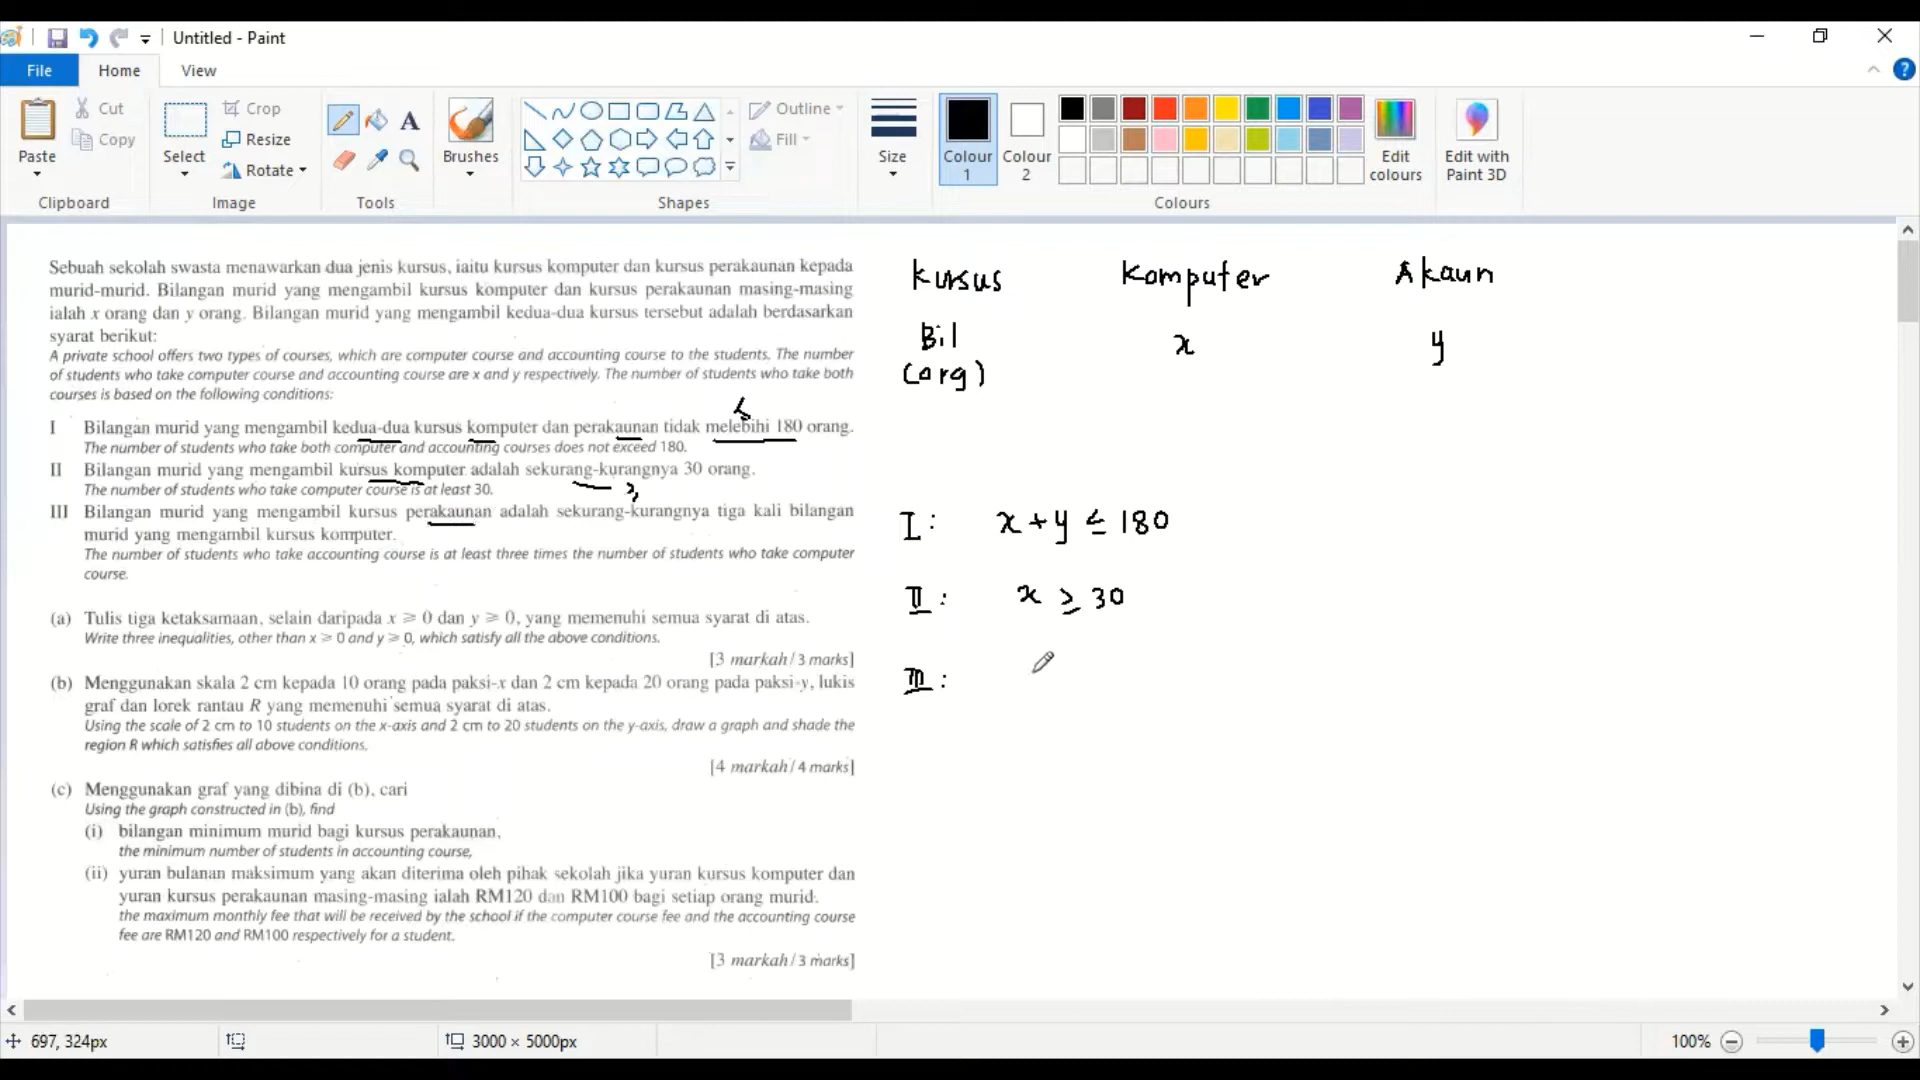 Untitled - Paint
File
Home
View
Paste
Cut
Copy
Clipboard
Select
Crop
Resize
Rotate
Image
A
Tools
Brushes
Shapes
Outline
Fill
Size
Colour 1
Colour 2
Edit colours
Edit with Paint 3D
Colours
Sebuah sekolah swasta menawarkan dua jenis kursus, iaitu kursus komputer dan kursus perakaunan kepada
murid-murid. Bilangan murid yang mengambil kursus komputer dan kursus perakaunan masing-masing
ialah x orang dan y orang. Bilangan murid yang mengambil kedua-dua kursus tersebut adalah berdasarkan
syarat berikut:
A private school offers two types of courses, which are computer course and accounting course to the students. The number
of students who take computer course and accounting course are x and y respectively. The number of students who take both
courses is based on the following conditions:
≤
I Bilangan murid yang mengambil kedua-dua kursus komputer dan perakaunan tidak melebihi 180 orang.
The number of students who take both computer and accounting courses does not exceed 180.
II Bilangan murid yang mengambil kursus komputer adalah sekurang-kurangnya 30 orang.
The number of students who take computer course is at least 30.
≥
III Bilangan murid yang mengambil kursus perakaunan adalah sekurang-kurangnya tiga kali bilangan
murid yang mengambil kursus komputer.
The number of students who take accounting course is at least three times the number of students who take computer
course.
(a) Tulis tiga ketaksamaan, selain daripada x ⩾ 0 dan y ⩾ 0, yang memenuhi semua syarat di atas.
Write three inequalities, other than x ⩾ 0 and y ⩾ 0, which satisfy all the above conditions.
[3 markah/3 marks]
(b) Menggunakan skala 2 cm kepada 10 orang pada paksi-x dan 2 cm kepada 20 orang pada paksi-y, lukis
graf dan lorek rantau R yang memenuhi semua syarat di atas.
Using the scale of 2 cm to 10 students on the x-axis and 2 cm to 20 students on the y-axis, draw a graph and shade the
region R which satisfies all above conditions.
[4 markah/4 marks]
(c) Menggunakan graf yang dibina di (b), cari
Using the graph constructed in (b), find
(i) bilangan minimum murid bagi kursus perakaunan,
the minimum number of students in accounting course,
(ii) yuran bulanan maksimum yang akan diterima oleh pihak sekolah jika yuran kursus komputer dan
yuran kursus perakaunan masing-masing ialah RM120 dan RM100 bagi setiap orang murid.
the maximum monthly fee that will be received by the school if the computer course fee and the accounting course
fee are RM120 and RM100 respectively for a student.
[3 markah/3 marks]
Kursus Komputer Akaun
Bil x y
(org)
I : x + y ≤ 180
II : x ≥ 30
III :
697, 324px
3000 × 5000px
100%